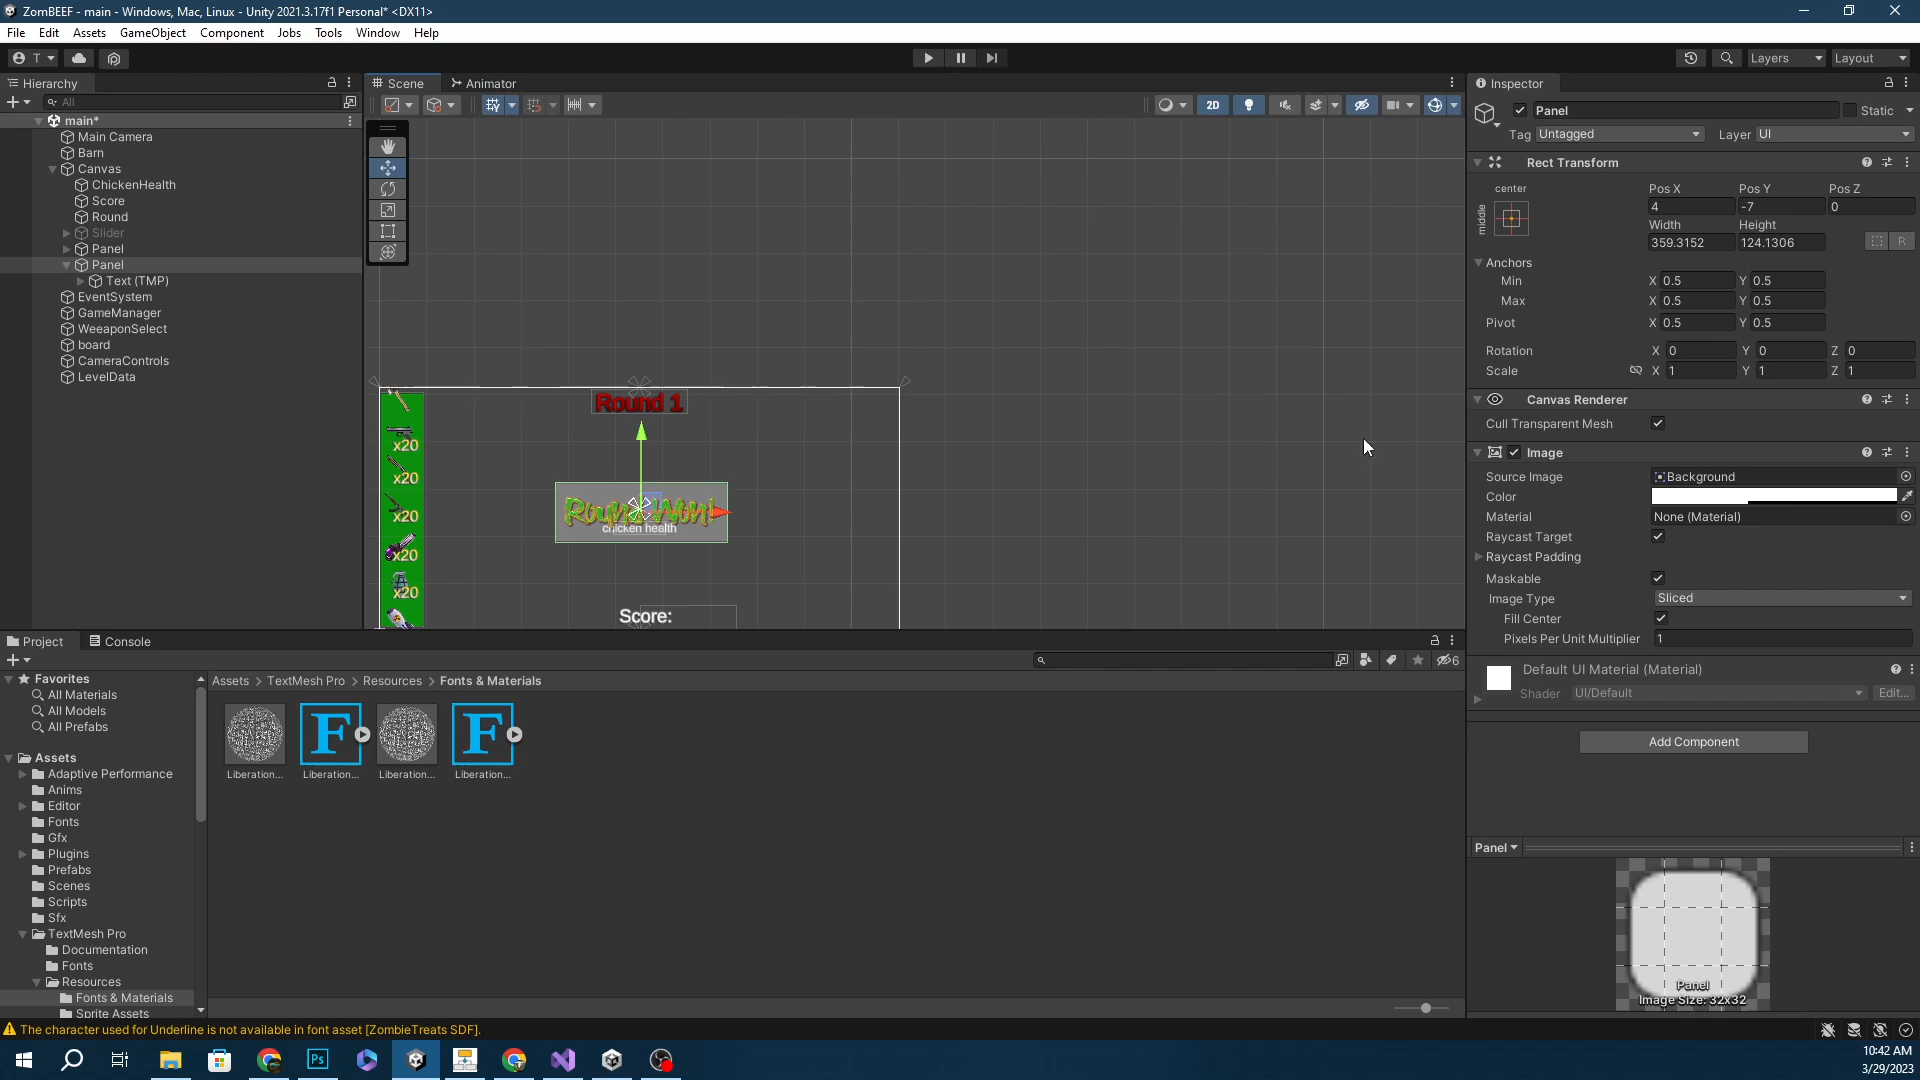 ZomBEEF - main - Windows, Mac, Linux - Unity 2021.3.17f1 Personal* <DX11>
File Edit Assets GameObject Component Jobs Tools Window Help
T Layers Layout
Hierarchy
All
main*
Main Camera
Barn
Canvas
ChickenHealth
Score
Round
Slider
Panel
Panel
Text (TMP)
EventSystem
GameManager
WeeaponSelect
board
CameraControls
LevelData
Scene Animator
2D
Round 1
x20
x20
x20
x20
x20
Round Won!
chicken health
Score:
Inspector
Panel Static
Tag Untagged Layer UI
Rect Transform
center Pos X Pos Y Pos Z
middle 4 -7 0
Width Height
359.3152 124.1306 R
Anchors
Min X 0.5 Y 0.5
Max X 0.5 Y 0.5
Pivot X 0.5 Y 0.5
Rotation X 0 Y 0 Z 0
Scale X 1 Y 1 Z 1
Canvas Renderer
Cull Transparent Mesh
Image
Source Image Background
Color
Material None (Material)
Raycast Target
Raycast Padding
Maskable
Image Type Sliced
Fill Center
Pixels Per Unit Multiplier 1
Default UI Material (Material)
Shader UI/Default Edit...
Add Component
Panel
Panel
Image Size: 32x32
Project Console
6
Favorites
All Materials
All Models
All Prefabs
Assets
Adaptive Performance
Anims
Editor
Fonts
Gfx
Plugins
Prefabs
Scenes
Scripts
Sfx
TextMesh Pro
Documentation
Fonts
Resources
Fonts & Materials
Sprite Assets
Assets > TextMesh Pro > Resources > Fonts & Materials
F F
Liberation... Liberation... Liberation... Liberation...
The character used for Underline is not available in font asset [ZombieTreats SDF].
Ps
10:42 AM
3/29/2023